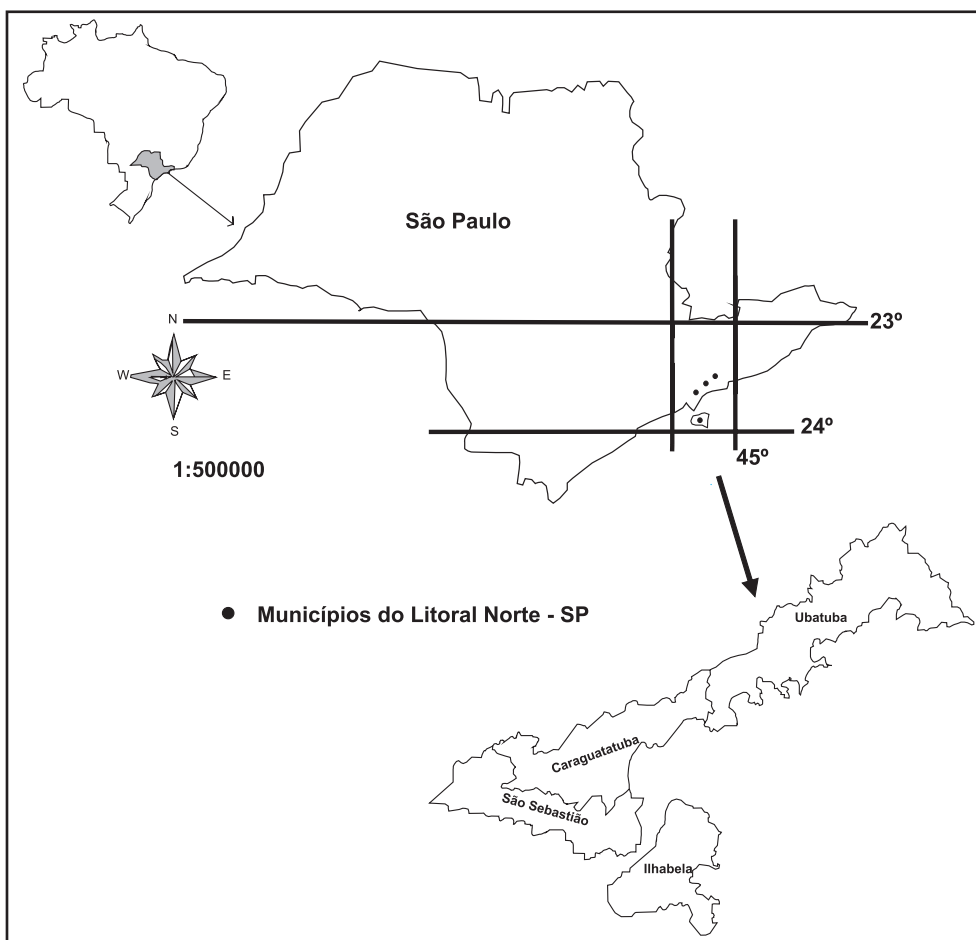 São Paulo
N
23º
W
E
S
24º
1:500000
45º
Municípios do Litoral Norte - SP
Ubatuba
Caraguatatuba
São Sebastião
Ilhabela